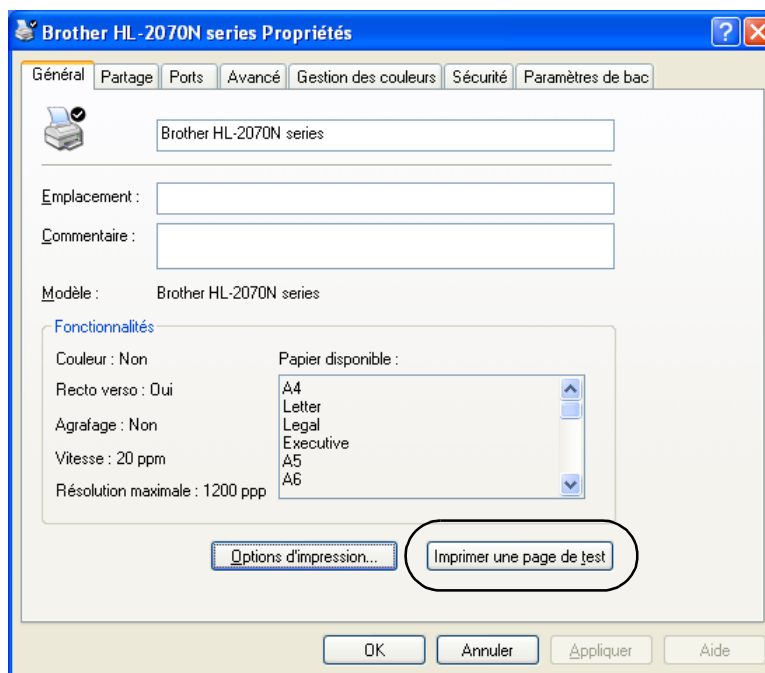 Brother HL-2070N series Propriétés
Général Partage Ports Avancé Gestion des couleurs Sécurité Paramètres de bac
Brother HL-2070N series
Emplacement :
Commentaire :
Modèle : Brother HL-2070N series
Fonctionnalités
Couleur : Non
Recto verso : Oui
Agrafage : Non
Vitesse : 20 ppm
Résolution maximale : 1200 ppp
Papier disponible :
A4
Letter
Legal
Executive
A5
A6
Options d'impression... Imprimer une page de test
OK Annuler Appliquer Aide